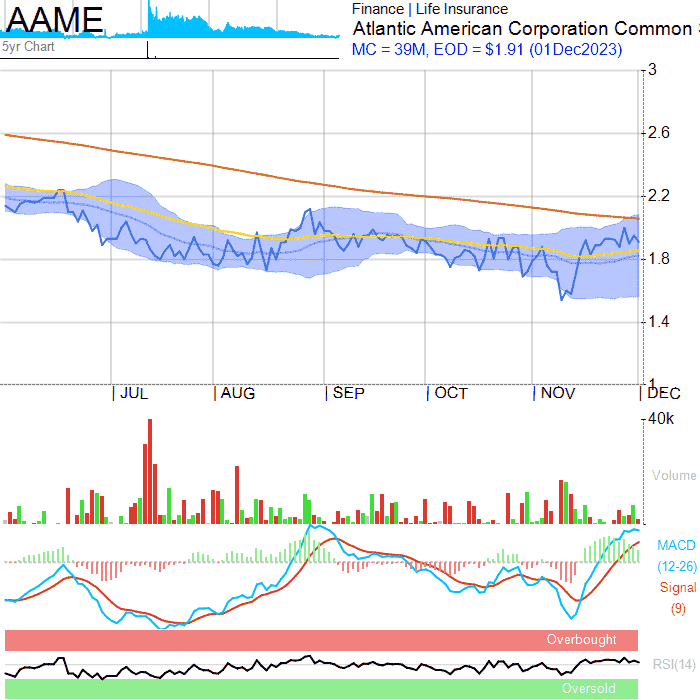 AAME
5yr Chart
Finance | Life Insurance
Atlantic American Corporation Common
MC = 39M, EOD = $1.91 (01Dec2023)
3
2.6
2.2
1.8
1.4
1
JUL AUG SEP OCT NOV DEC
40k
Volume
MACD
(12-26)
Signal
(9)
Overbought
RSI(14)
Oversold